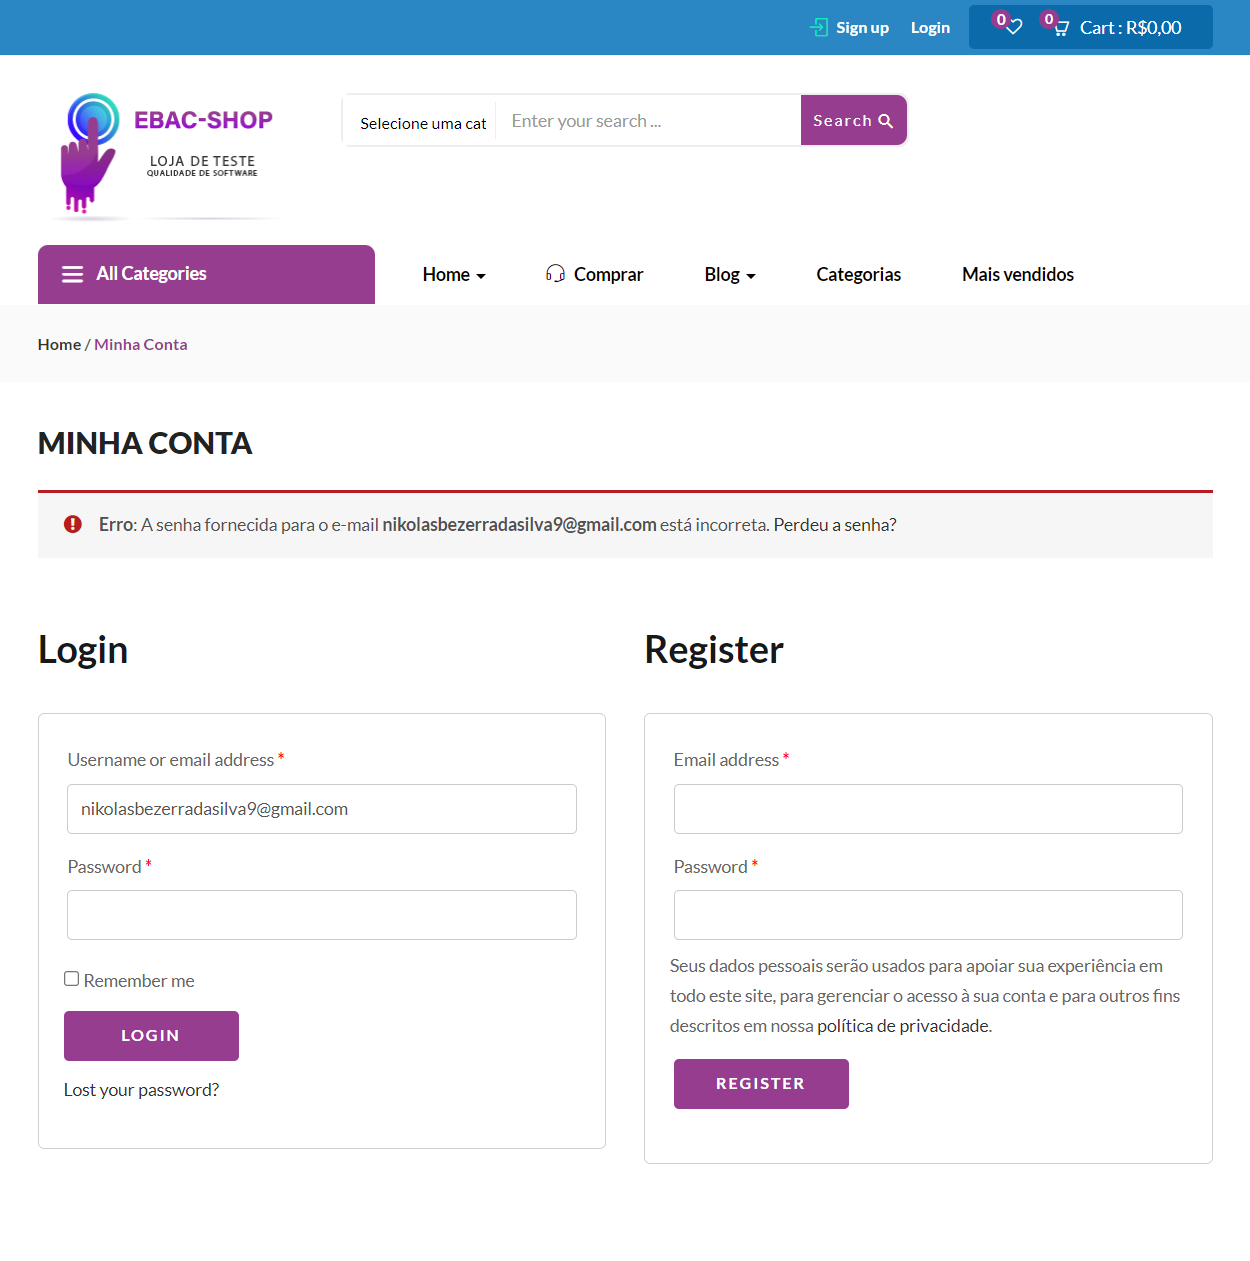 Sign up
Login
0
0
Cart : R$0,00
EBAC-SHOP
LOJA DE TESTE
QUALIDADE DE SOFTWARE
Selecione uma cat
Enter your search ...
Search
All Categories
Home
Comprar
Blog
Categorias
Mais vendidos
Home / Minha Conta
MINHA CONTA
Erro: A senha fornecida para o e-mail nikolasbezerradasilva9@gmail.com está incorreta. Perdeu a senha?
Login
Username or email address *
nikolasbezerradasilva9@gmail.com
Password *
Remember me
LOGIN
Lost your password?
Register
Email address *
Password *
Seus dados pessoais serão usados para apoiar sua experiência em
todo este site, para gerenciar o acesso à sua conta e para outros fins
descritos em nossa política de privacidade.
REGISTER